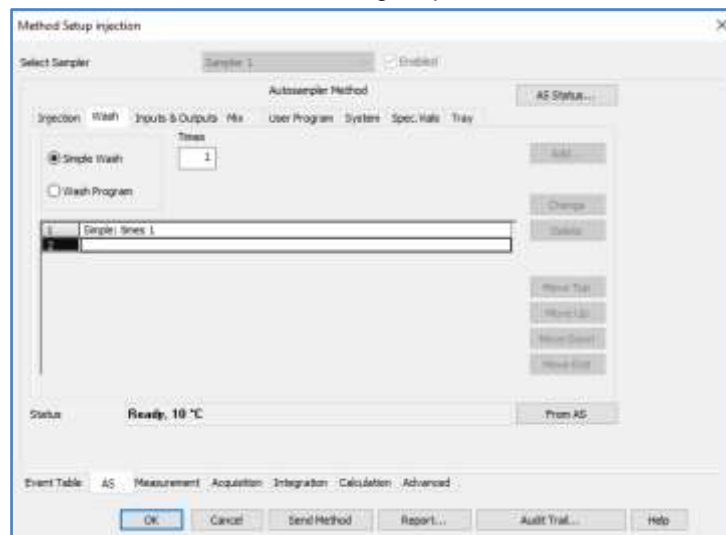 Method Setup injection
Select Sampler Sampler 1 Enabled
Autosampler Method AS Status...
Injection Wash Inputs & Outputs Mix User Program System Spec. Vials Tray
Times
Simple Wash 1 Add...
Wash Program
Change
1 Simple; times 1 Delete
2
Move Top
Move Up
Move Down
Move End
Status Ready, 10 °C From AS
Event Table AS Measurement Acquisition Integration Calculation Advanced
OK Cancel Send Method Report... Audit Trail... Help